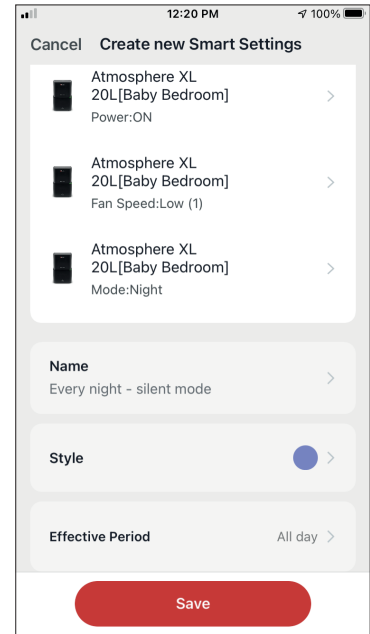 12:20 PM
100%
Cancel
Create new Smart Settings
Atmosphere XL
20L[Baby Bedroom]
Power:ON
Atmosphere XL
20L[Baby Bedroom]
Fan Speed:Low (1)
Atmosphere XL
20L[Baby Bedroom]
Mode:Night
Name
Every night - silent mode
Style
Effective Period
All day
Save